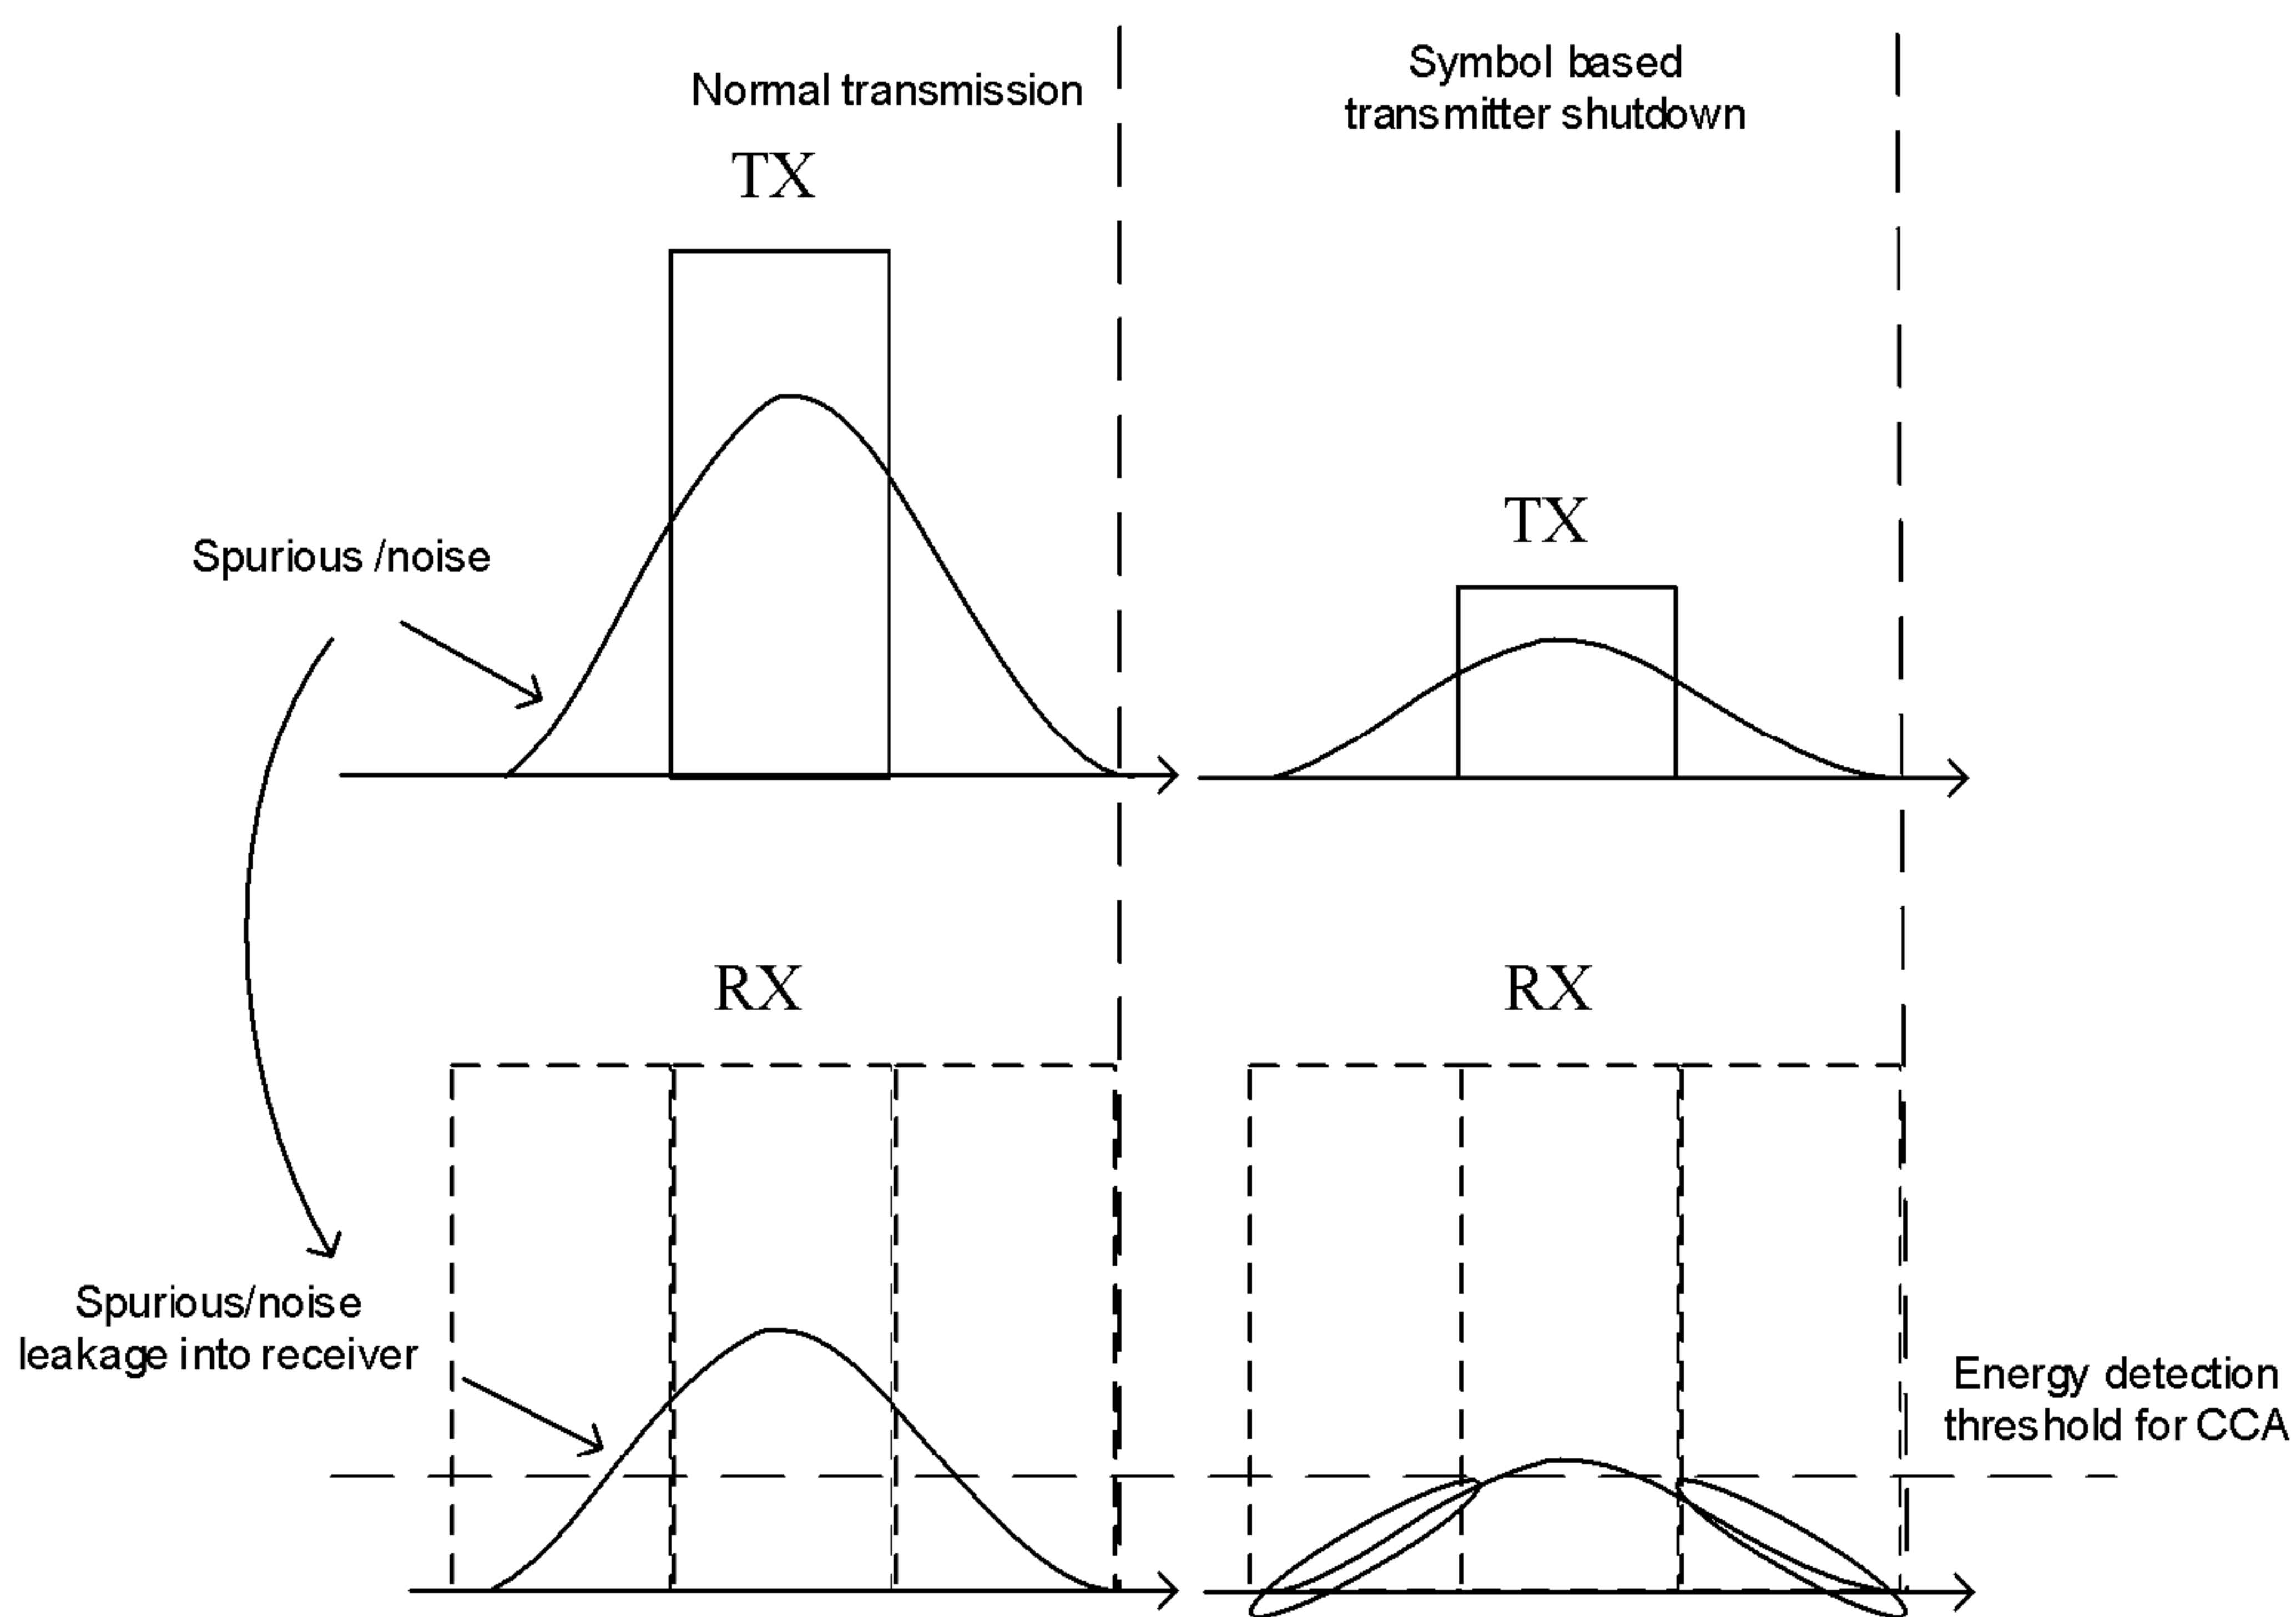 Normal transmission
Symbol based
transmitter shutdown
TX
TX
Spurious /noise
RX
RX
Spurious/noise
leakage into receiver
Energy detection
threshold for CCA